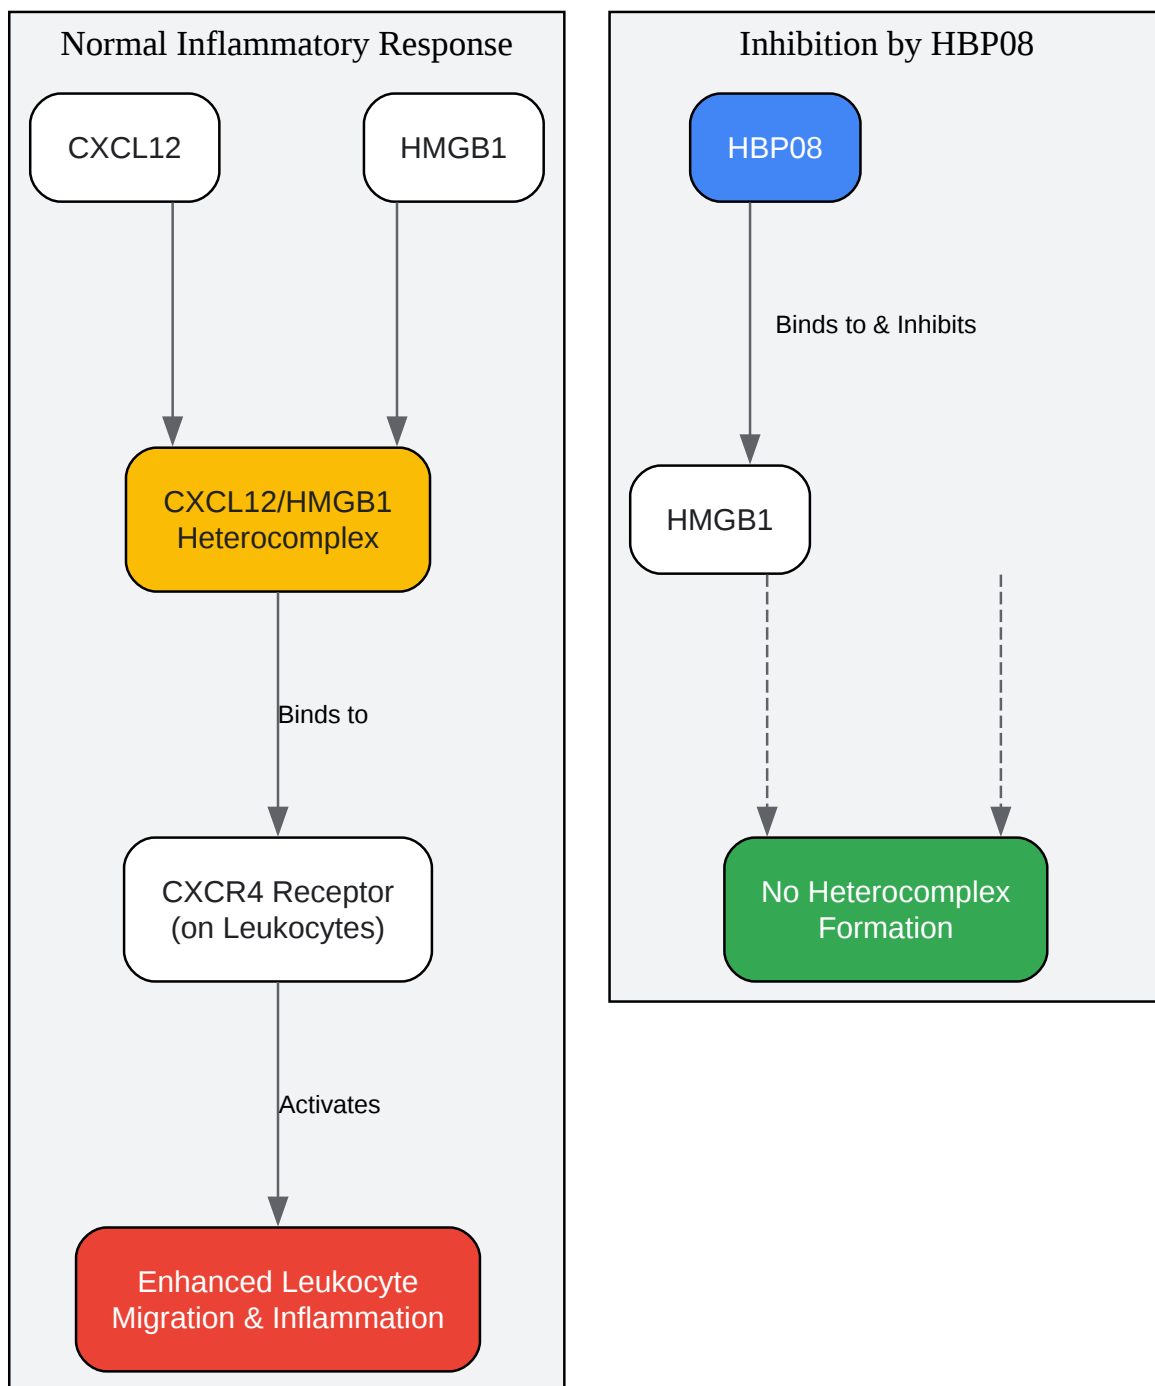 Normal Inflammatory Response
CXCL12
HMGB1
CXCL12/HMGB1
Heterocomplex
Binds to
CXCR4 Receptor
(on Leukocytes)
Activates
Enhanced Leukocyte
Migration & Inflammation
Inhibition by HBP08
HBP08
Binds to & Inhibits
HMGB1
No Heterocomplex
Formation